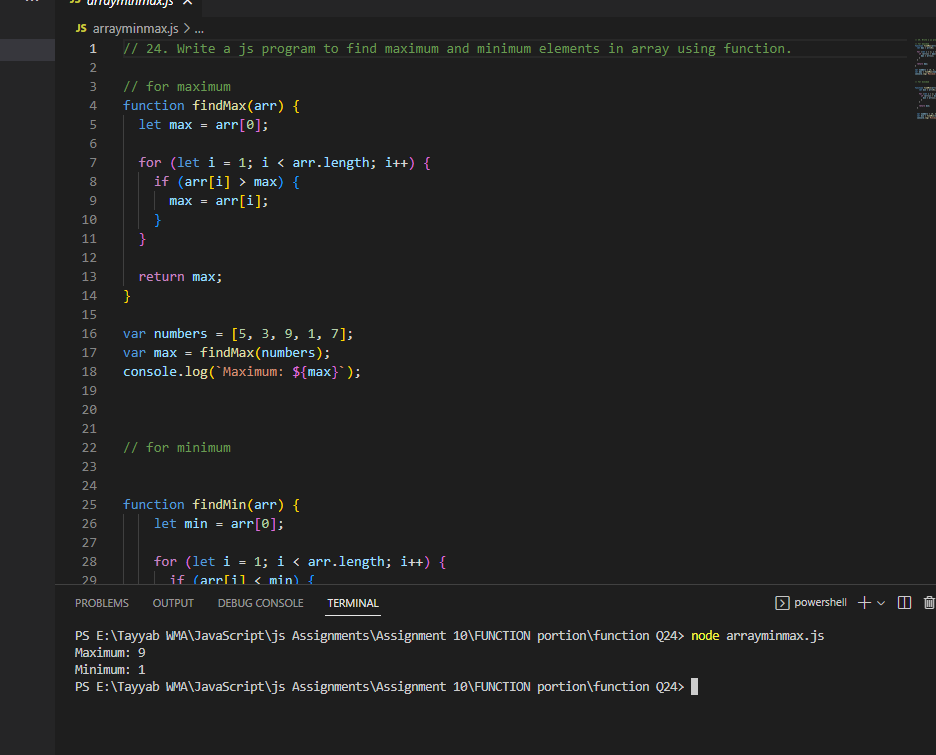 JS arrayminmax.js ×
JS arrayminmax.js > ...
1 // 24. Write a js program to find maximum and minimum elements in array using function.
2
3 // for maximum
4 function findMax(arr) {
5 let max = arr[0];
6
7 for (let i = 1; i < arr.length; i++) {
8 if (arr[i] > max) {
9 max = arr[i];
10 }
11 }
12
13 return max;
14 }
15
16 var numbers = [5, 3, 9, 1, 7];
17 var max = findMax(numbers);
18 console.log(`Maximum: ${max}`);
19
20
21
22 // for minimum
23
24
25 function findMin(arr) {
26 let min = arr[0];
27
28 for (let i = 1; i < arr.length; i++) {
29 if (arr[i] < min) {
PROBLEMS OUTPUT DEBUG CONSOLE TERMINAL powershell
PS E:\Tayyab WMA\JavaScript\js Assignments\Assignment 10\FUNCTION portion\function Q24> node arrayminmax.js
Maximum: 9
Minimum: 1
PS E:\Tayyab WMA\JavaScript\js Assignments\Assignment 10\FUNCTION portion\function Q24>